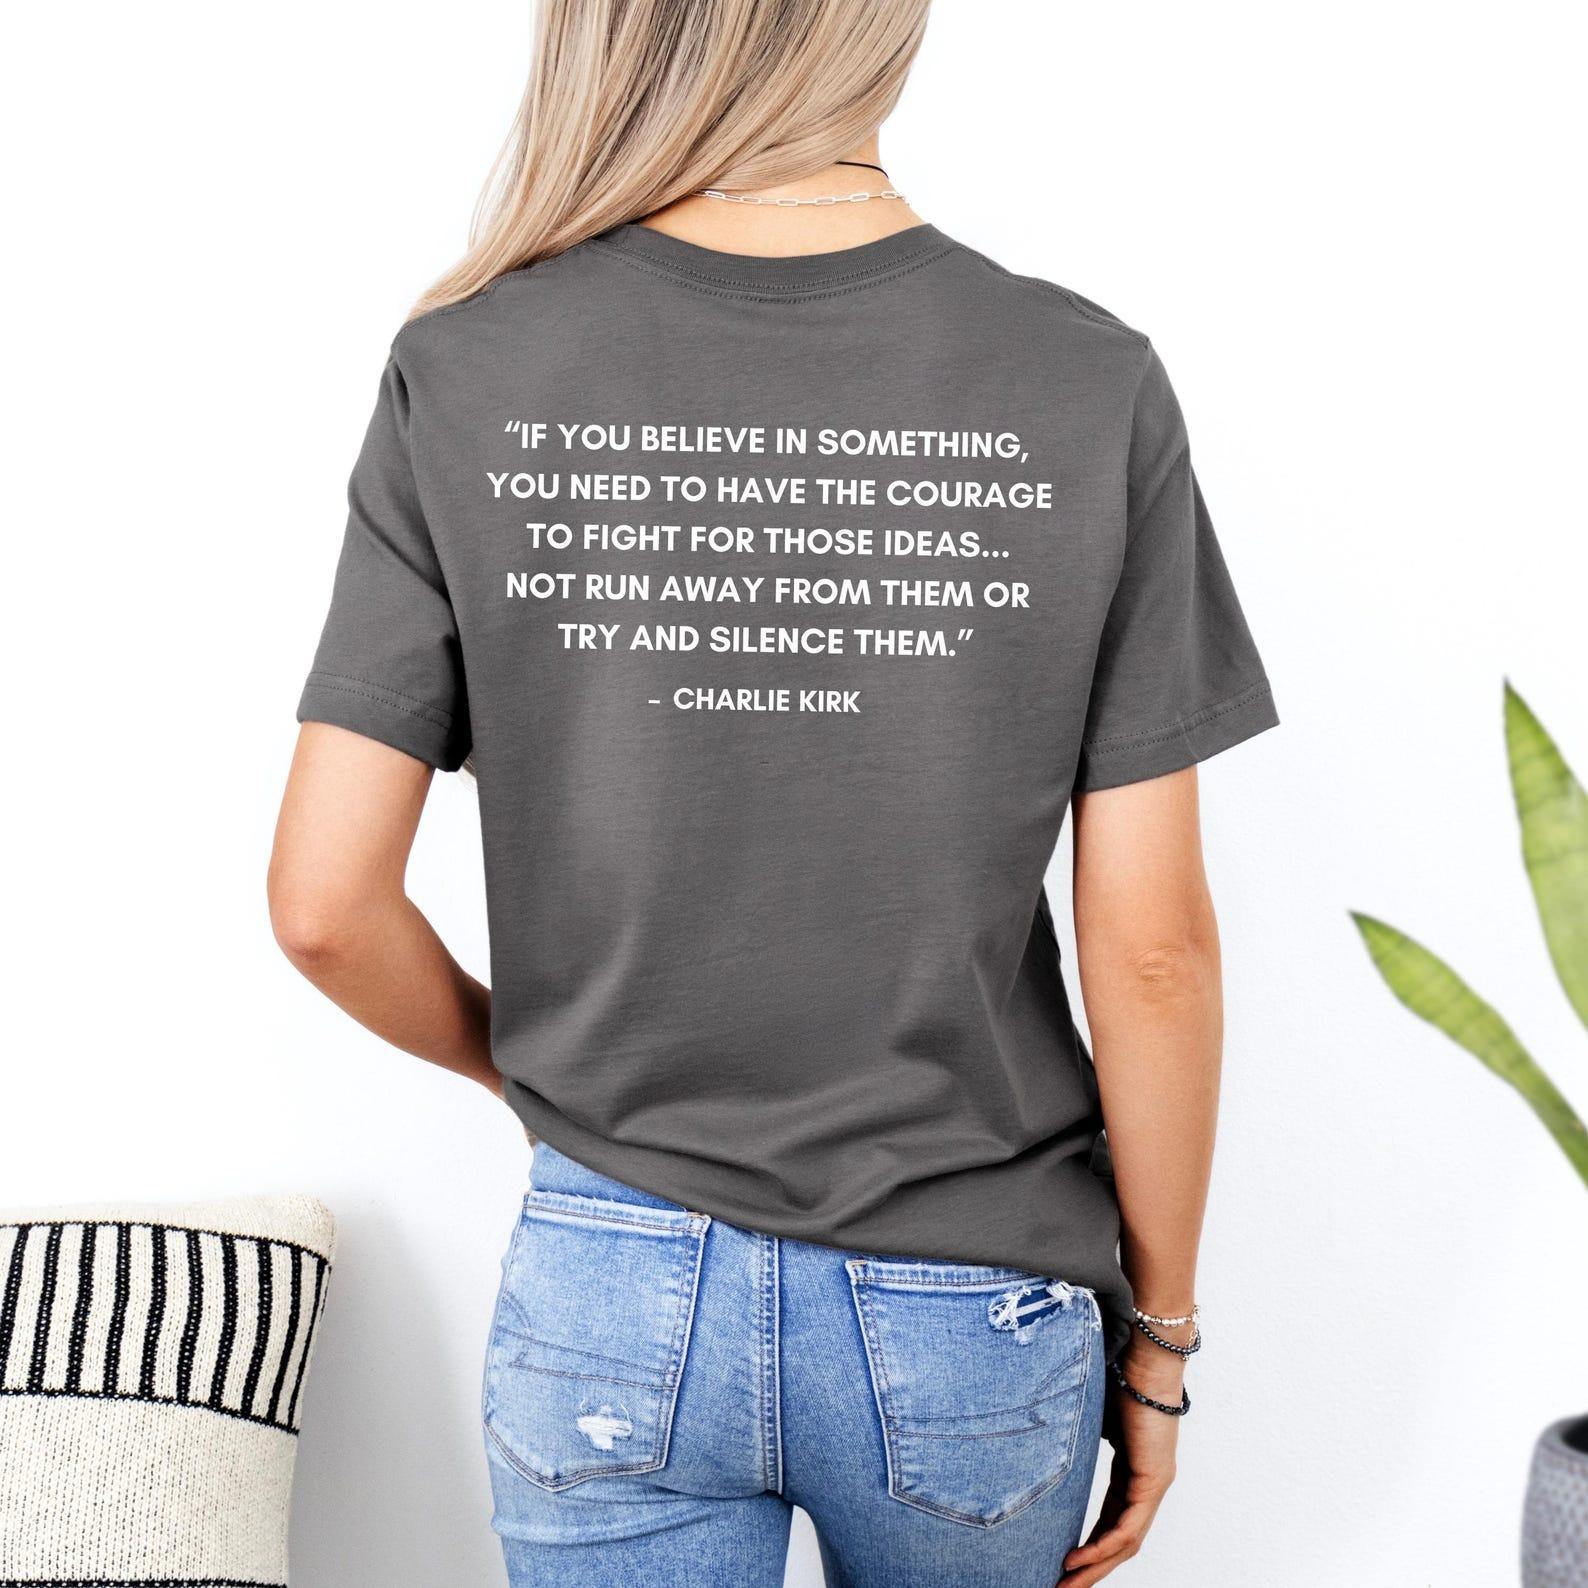 “IF YOU BELIEVE IN SOMETHING,
YOU NEED TO HAVE THE COURAGE
TO FIGHT FOR THOSE IDEAS...
NOT RUN AWAY FROM THEM OR
TRY AND SILENCE THEM.”
- CHARLIE KIRK